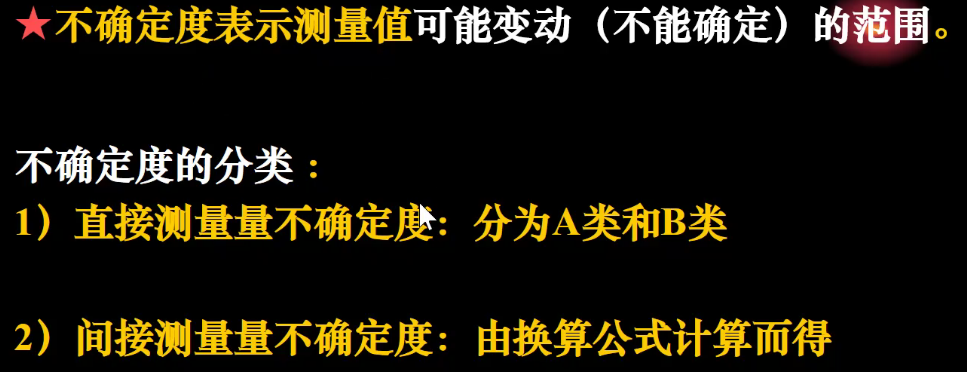 ★不确定度表示测量值可能变动（不能确定）的范围。
不确定度的分类：
1）直接测量量不确定度：分为A类和B类
2）间接测量量不确定度：由换算公式计算而得